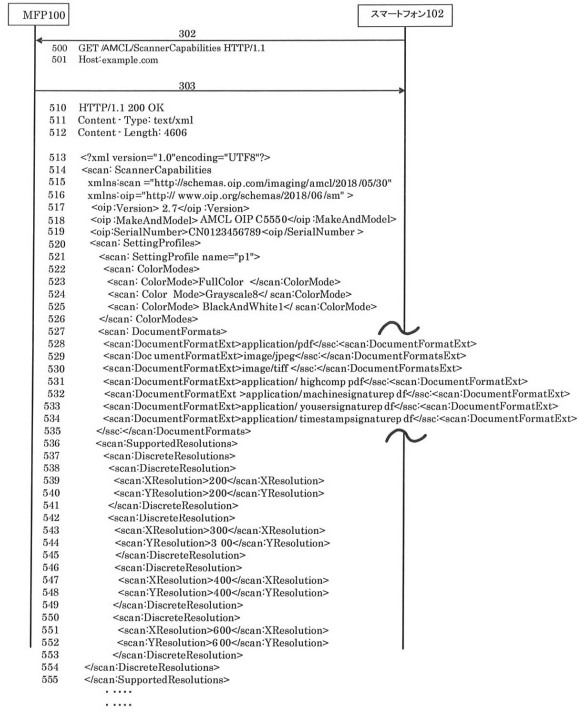 MFP100
スマートフォン102
302
500 GET /AMCL/ScannerCapabilities HTTP/1.1
501 Host:example.com
303
510 HTTP/1.1 200 OK
511 Content - Type: text/xml
512 Content - Length: 4606
513 <?xml version="1.0"encoding="UTF8"?>
514 <scan: ScannerCapabilities
515 xmlns:scan ="http://schemas.oip.com/imaging/amcl/2018/05/30"
516 xmlns:oip="http:// www.oip.org/schemas/2018/06/sm" >
517 <oip:Version> 2.7</oip :Version>
518 <oip :MakeAndModel> AMCL OIP C5550</oip :MakeAndModel>
519 <oip:SerialNumber>CN0123456789<oip/SerialNumber >
520 <scan: SettingProfiles>
521 <scan: SettingProfile name="p1">
522 <scan: ColorModes>
523 <scan: ColorMode>FullColor </scan:ColorMode>
524 <scan: Color Mode>Grayscale8</ scan:ColorMode>
525 <scan: ColorMode> BlackAndWhite1</ scan:ColorMode>
526 </scan: ColorModes>
527 <scan: DocumentFormats>
528 <scan:DocumentFormatExt>application/pdf</ssc:<scan:DocumentFormatExt>
529 <scan:DocumentFormatExt>image/jpeg</ssc:</scan:DocumentFormatsExt>
530 <scan:DocumentFormatExt>image/tiff </ssc:</scan:DocumentFormatsExt>
531 <scan:DocumentFormatExt>application/ highcomp pdf</ssc:<scan:DocumentFormatExt>
532 <scan:DocumentFormatExt >application/machinesignaturep df</ssc:<scan:DocumentFormatExt>
533 <scan:DocumentFormatExt>application/ yousersignaturep df</ssc:<scan:DocumentFormatExt>
534 <scan:DocumentFormatExt>application/ timestampsignaturep df</ssc:<scan:DocumentFormatExt>
535 </ssc:</scan:DocumentFormats>
536 <scan:SupportedResolutions>
537 <scan:DiscreteResolutions>
538 <scan:DiscreteResolution>
539 <scan:XResolution>200</scan:XResolution>
540 <scan:YResolution>200</scan:YResolution>
541 </scan:DiscreteResolution>
542 <scan:DiscreteResolution>
543 <scan:XResolution>300</scan:XResolution>
544 <scan:YResolution>3 00</scan:YResolution>
545 </scan:DiscreteResolution>
546 <scan:DiscreteResolution>
547 <scan:XResolution>400</scan:XResolution>
548 <scan:YResolution>400</scan:YResolution>
549 </scan:DiscreteResolution>
550 <scan:DiscreteResolution>
551 <scan:XResolution>600</scan:XResolution>
552 <scan:YResolution>600</scan:YResolution>
553 </scan:DiscreteResolution>
554 </scan:DiscreteResolutions>
555 </scan:SupportedResolutions>
· · · · ·
· · · · ·